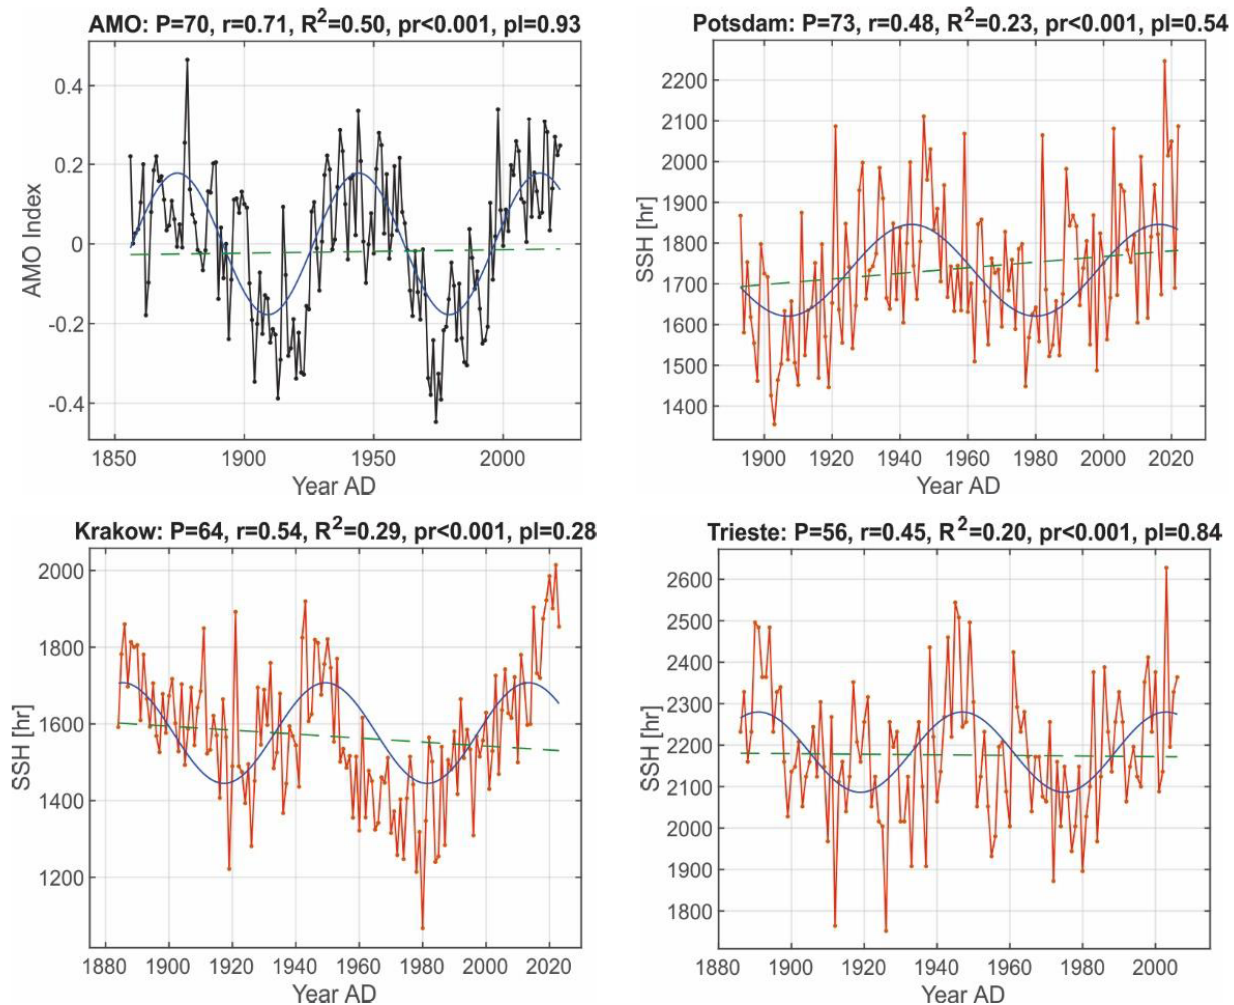 AMO: P=70, r=0.71, R²=0.50, pr<0.001, pl=0.93
0.4
0.2
0
-0.2
-0.4
AMO Index
1850 1900 1950 2000
Year AD
Potsdam: P=73, r=0.48, R²=0.23, pr<0.001, pl=0.54
2200
2100
2000
1900
1800
1700
1600
1500
1400
SSH [hr]
1900 1920 1940 1960 1980 2000 2020
Year AD
Krakow: P=64, r=0.54, R²=0.29, pr<0.001, pl=0.28
2000
1800
1600
1400
1200
SSH [hr]
1880 1900 1920 1940 1960 1980 2000 2020
Year AD
Trieste: P=56, r=0.45, R²=0.20, pr<0.001, pl=0.84
2600
2500
2400
2300
2200
2100
2000
1900
1800
SSH [hr]
1880 1900 1920 1940 1960 1980 2000
Year AD